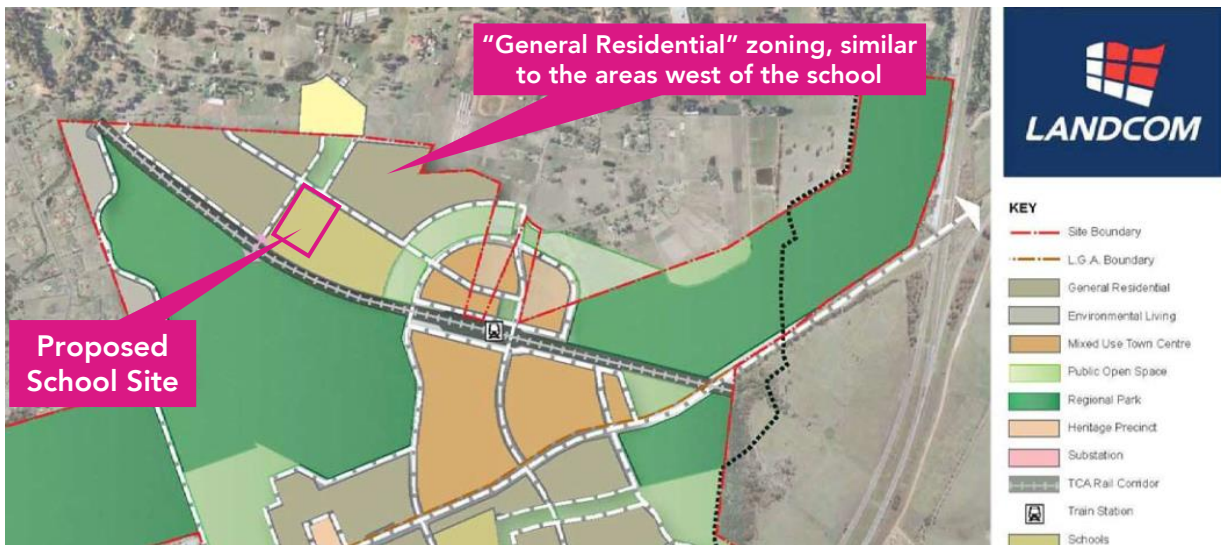 “General Residential” zoning, similar
to the areas west of the school
Proposed
School Site
LANDCOM
KEY
Site Boundary
L.G.A. Boundary
General Residential
Environmental Living
Mixed Use Town Centre
Public Open Space
Regional Park
Heritage Precinct
Substation
TCA Rail Corridor
Train Station
Schools